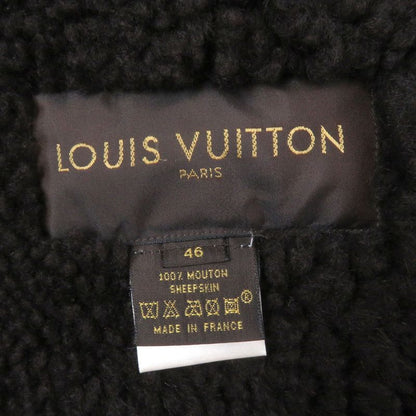 LOUIS VUITTON
PARIS
46
100% MOUTON
SHEEPSKIN
®
MADE IN FRANCE